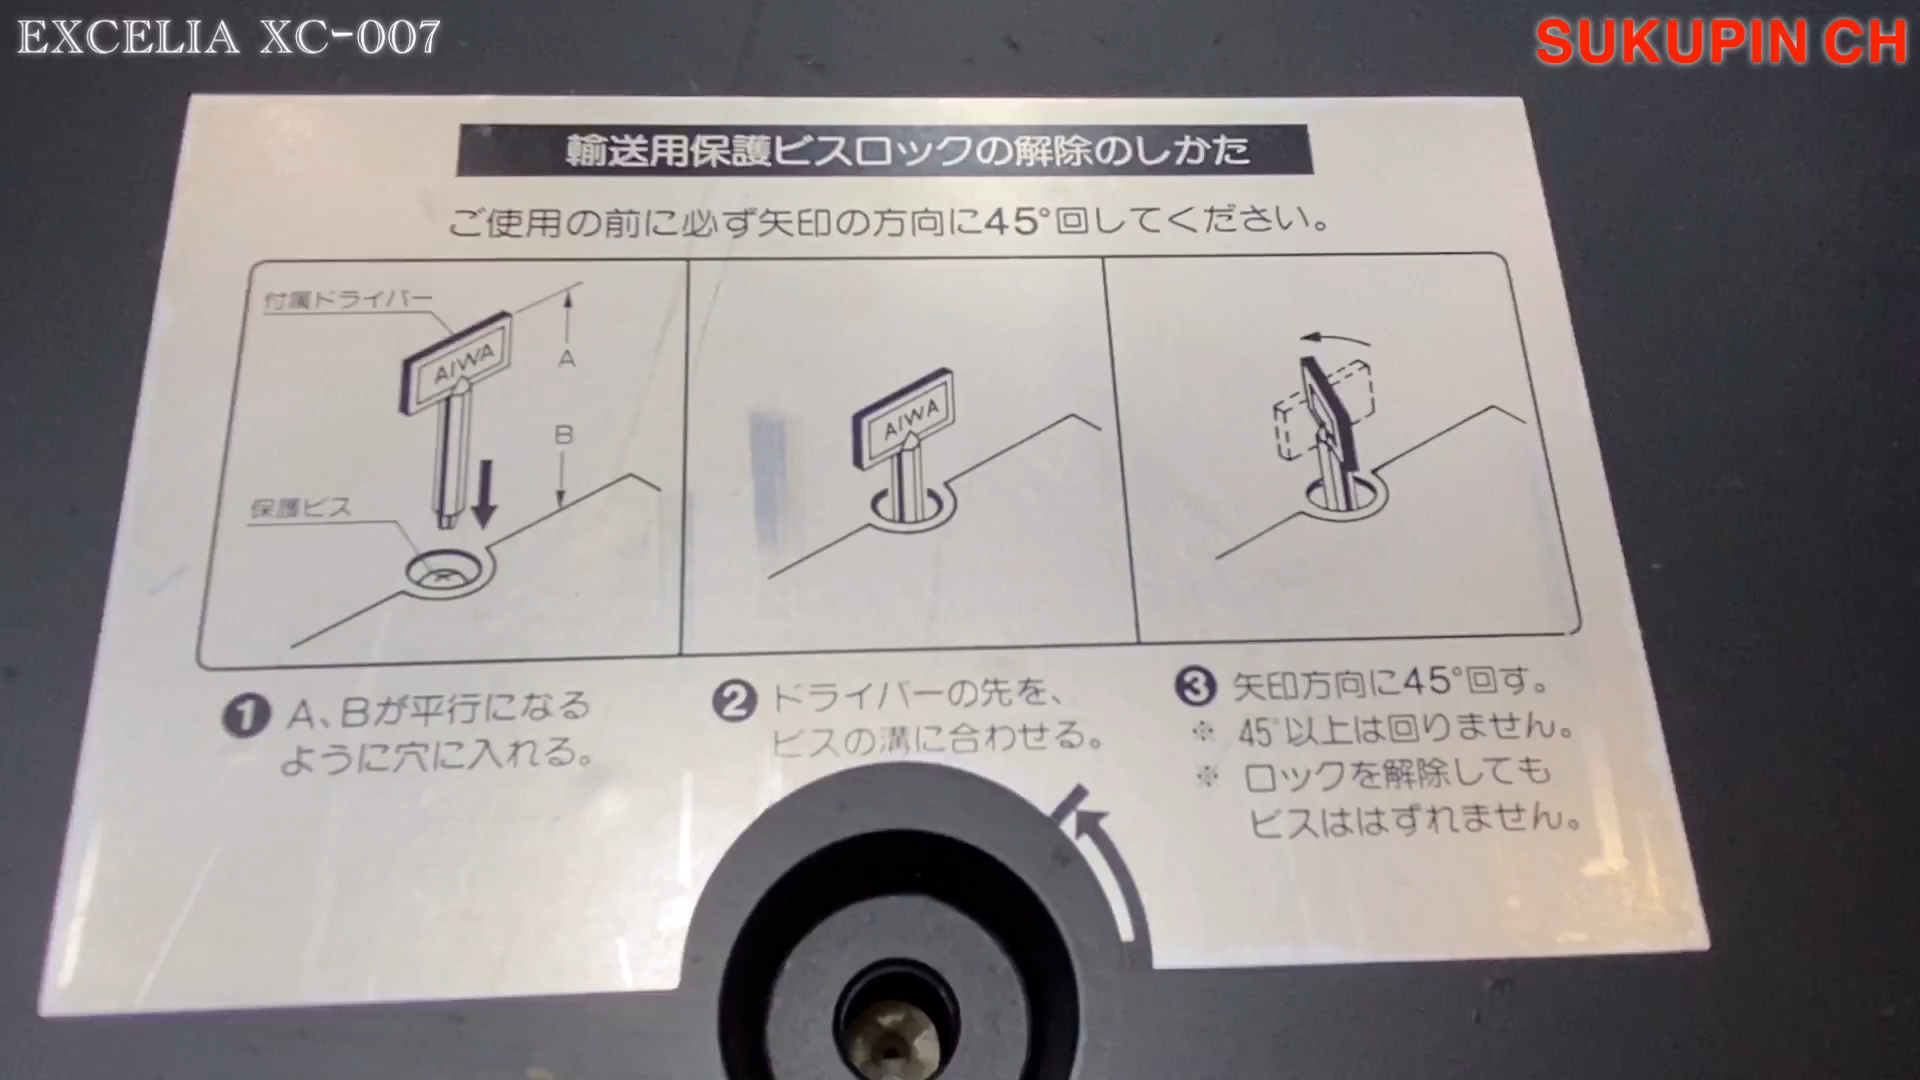 EXCELIA XC-007
SUKUPIN CH
輸送用保護ビスロックの解除のしかた
ご使用の前に必ず矢印の方向に45°回してください。
付属ドライバー
AIWA
A
B
保護ビス
AIWA
❶ A、Bが平行になる
ように穴に入れる。
❷ ドライバーの先を、
ビスの溝に合わせる。
❸ 矢印方向に45°回す。
※ 45°以上は回りません。
※ ロックを解除しても
ビスははずれません。